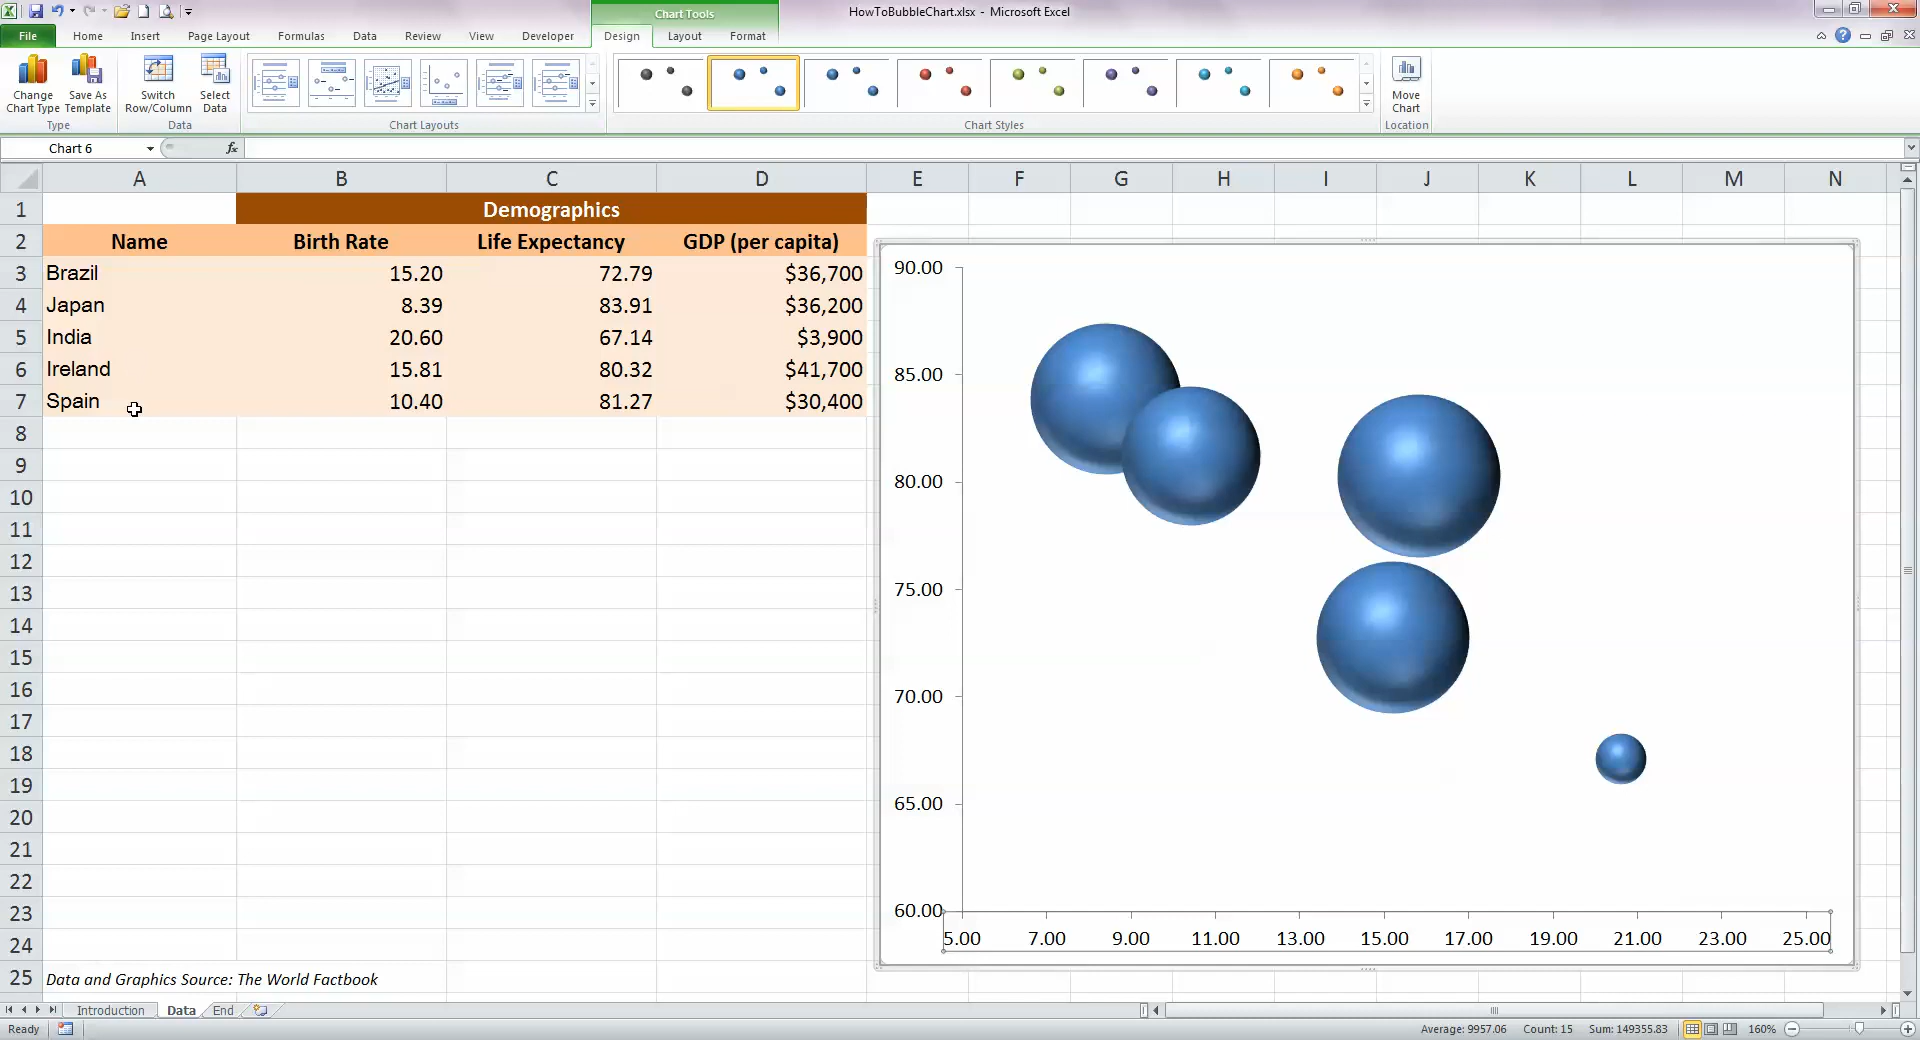 Chart Tools
HowToBubbleChart.xlsx - Microsoft Excel
File Home Insert Page Layout Formulas Data Review View Developer Design Layout Format
Change Chart Type
Save As Template
Switch Row/Column
Select Data
Move Chart
Type Data Chart Layouts Chart Styles Location
Chart 6 fx
A B C D E F G H I J K L M N
1 Demographics
2 Name Birth Rate Life Expectancy GDP (per capita)
3 Brazil 15.20 72.79 $36,700
4 Japan 8.39 83.91 $36,200
5 India 20.60 67.14 $3,900
6 Ireland 15.81 80.32 $41,700
7 Spain 10.40 81.27 $30,400
8
9
10
11
12
13
14
15
16
17
18
19
20
21
22
23
24
25 Data and Graphics Source: The World Factbook
90.00
85.00
80.00
75.00
70.00
65.00
60.00
5.00 7.00 9.00 11.00 13.00 15.00 17.00 19.00 21.00 23.00 25.00
Introduction Data End
Ready Average: 9957.06 Count: 15 Sum: 149355.83 160%